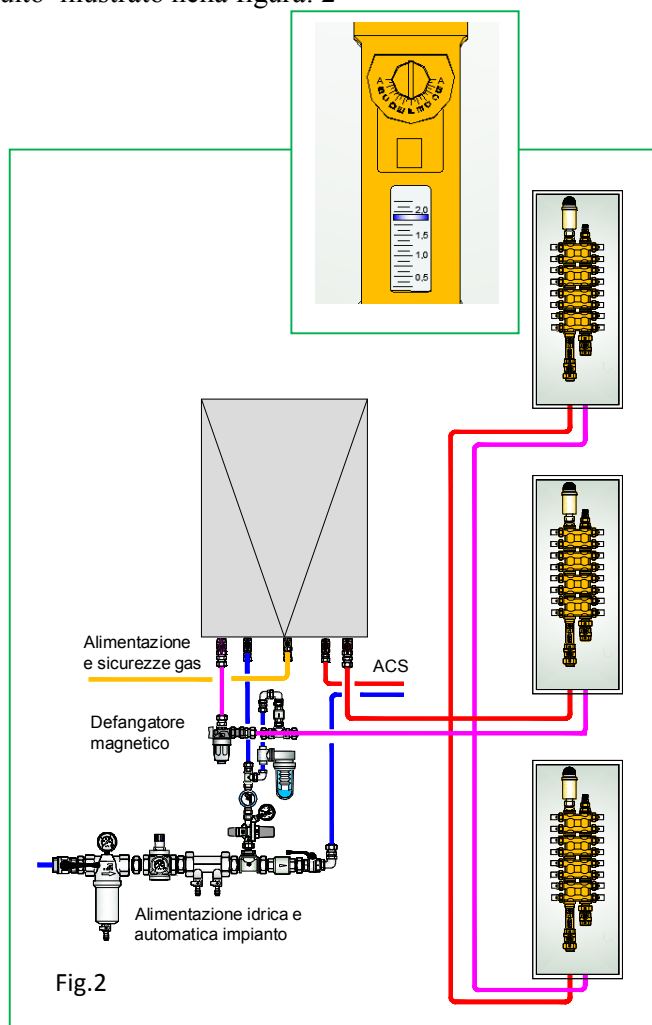 illustrato nella figura. 2
2,0
1,5
1,0
0,5
Alimentazione
e sicurezze gas
ACS
Defangatore
magnetico
Alimentazione idrica e
automatica impianto
Fig.2